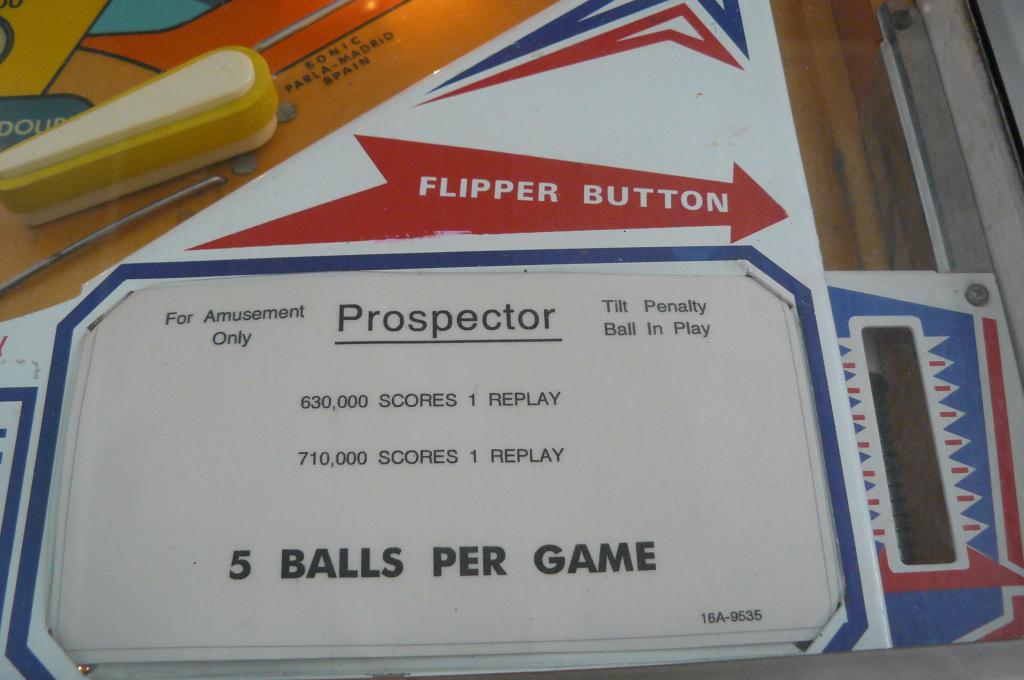 SONIC
PARLA-MADRID
SPAIN
DOUB
FLIPPER BUTTON
For Amusement
Only
Prospector
Tilt Penalty
Ball In Play
630,000 SCORES 1 REPLAY
710,000 SCORES 1 REPLAY
5 BALLS PER GAME
16A-9535